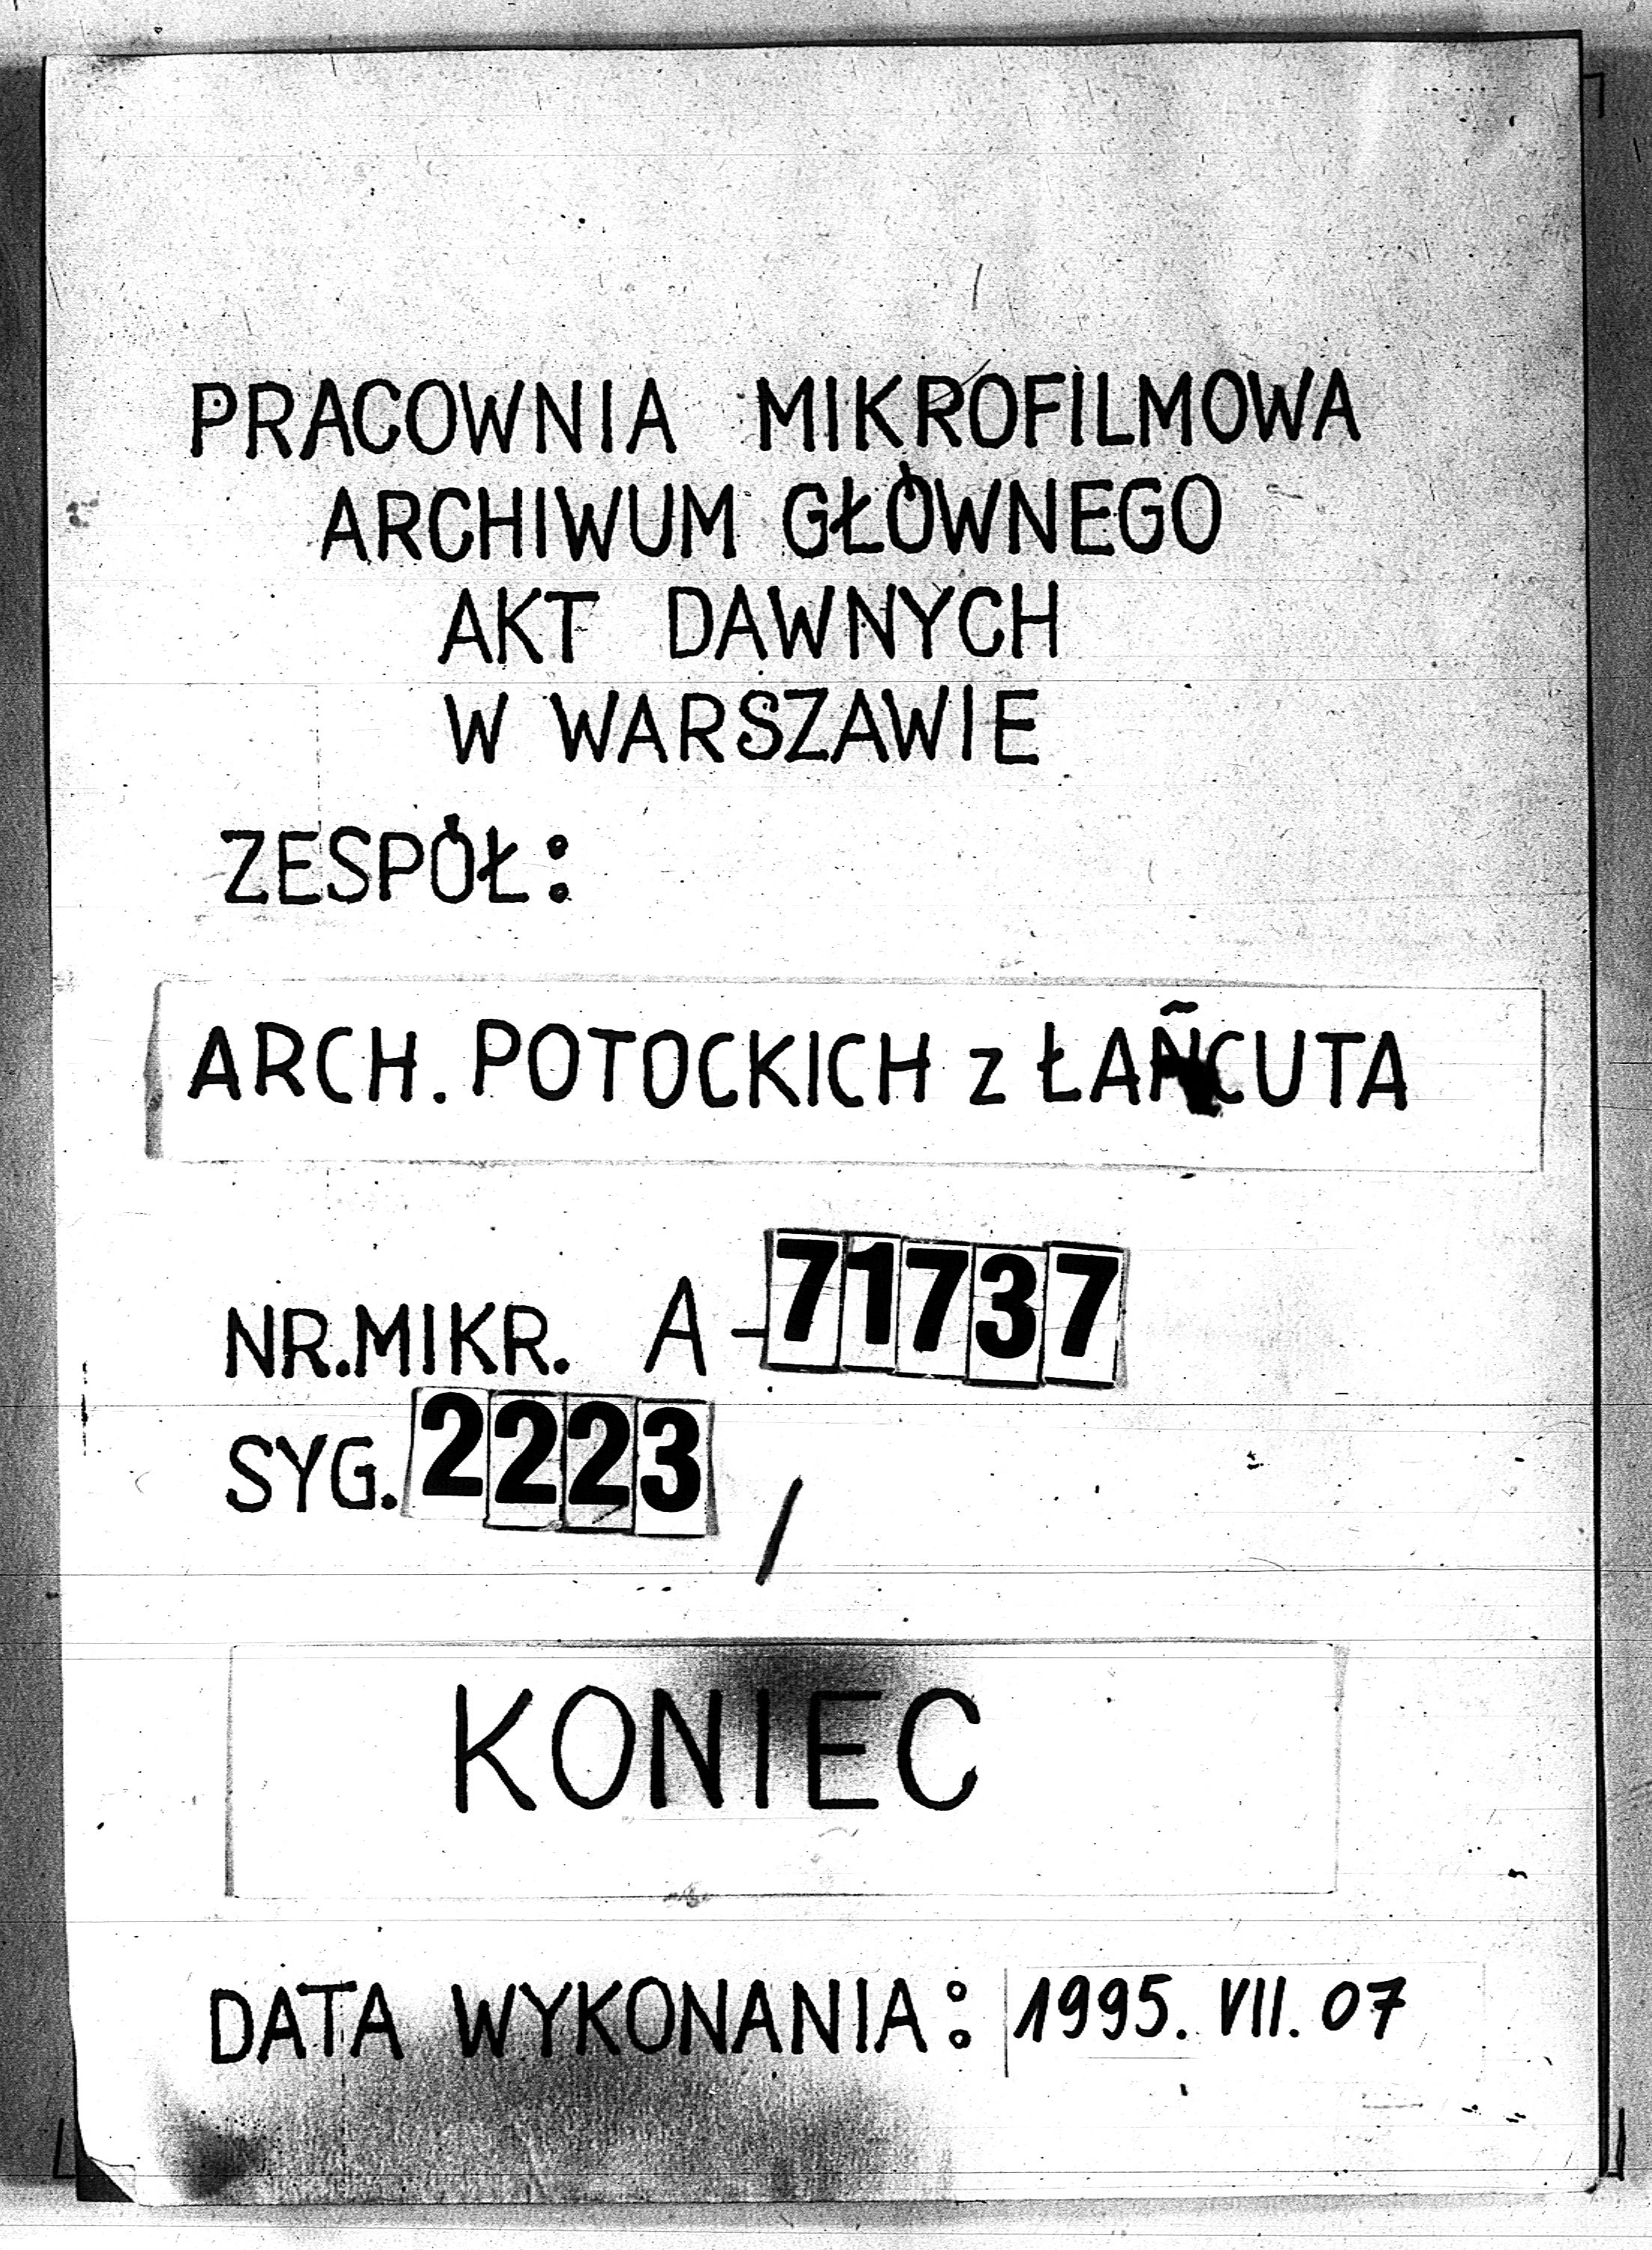 PRACOWNIA MIKROFILMOWA
ARCHIWUM GŁÓWNEGO
AKT DAWNYCH
W WARSZAWIE
ZESPÓŁ:
ARCH. POTOCKICH z ŁAŃCUTA
NR.MIKR. A-71737
SYG. 2223 /
KONIEC
DATA WYKONANIA: 1995. VII. 07